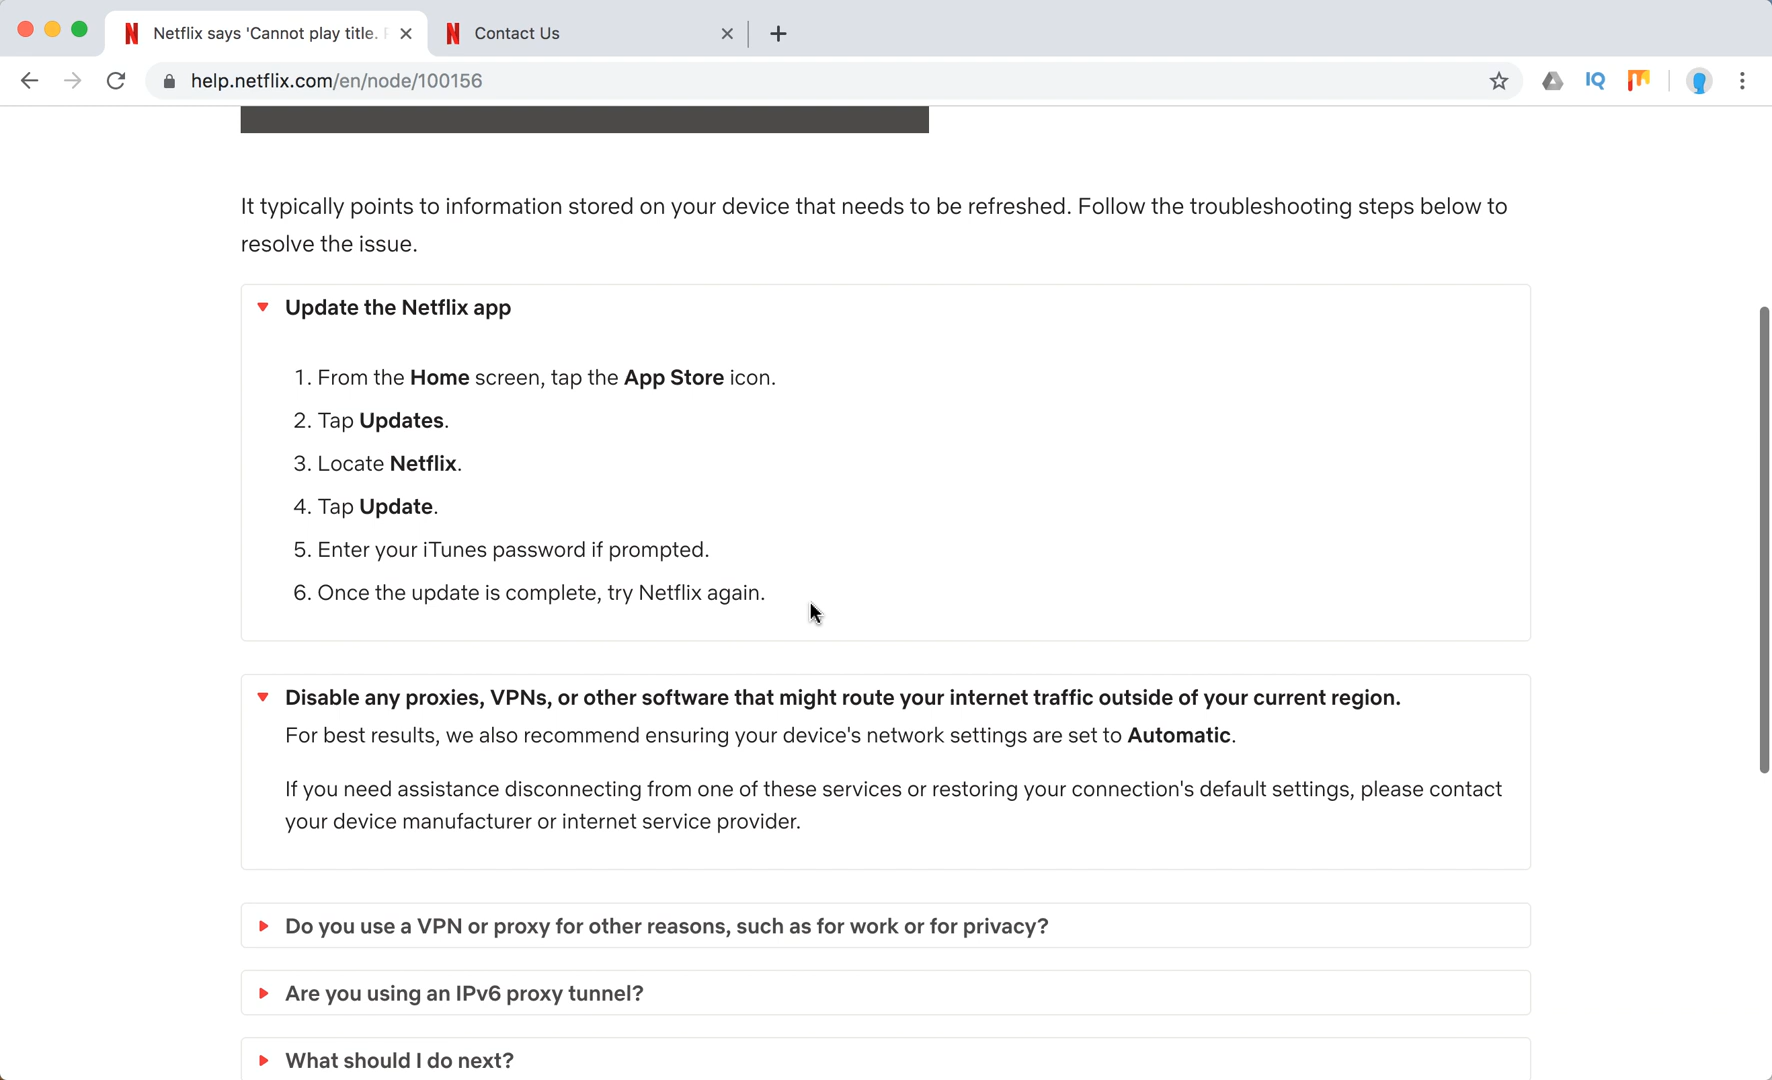 Netflix says 'Cannot play title.
Contact Us
help.netflix.com/en/node/100156
IQ
It typically points to information stored on your device that needs to be refreshed. Follow the troubleshooting steps below to
resolve the issue.
Update the Netflix app
1. From the Home screen, tap the App Store icon.
2. Tap Updates.
3. Locate Netflix.
4. Tap Update.
5. Enter your iTunes password if prompted.
6. Once the update is complete, try Netflix again.
Disable any proxies, VPNs, or other software that might route your internet traffic outside of your current region.
For best results, we also recommend ensuring your device's network settings are set to Automatic.
If you need assistance disconnecting from one of these services or restoring your connection's default settings, please contact
your device manufacturer or internet service provider.
Do you use a VPN or proxy for other reasons, such as for work or for privacy?
Are you using an IPv6 proxy tunnel?
What should I do next?